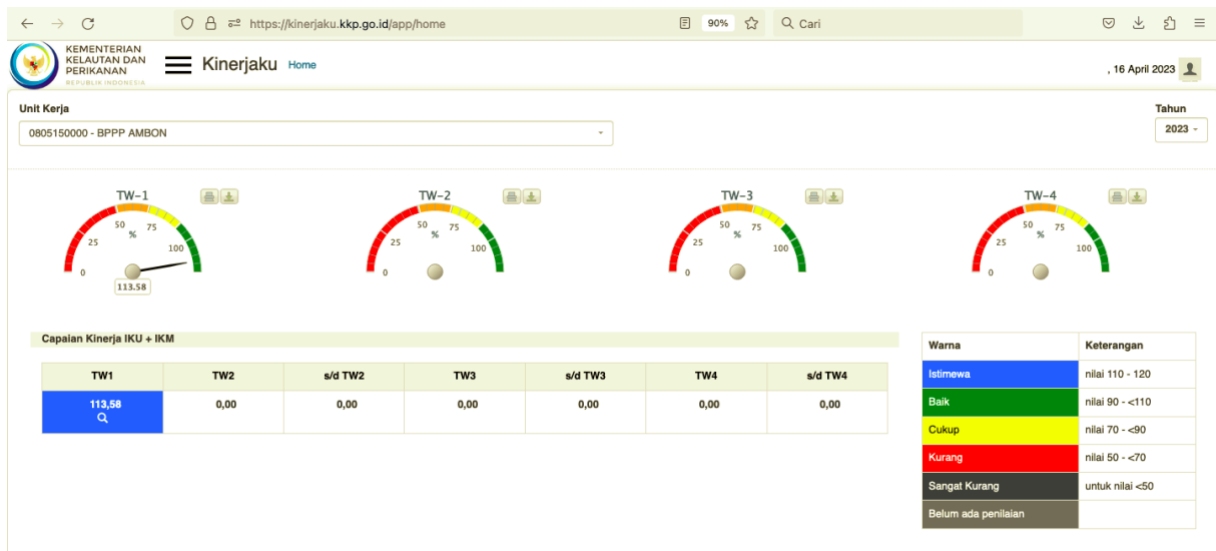 https://kinerjaku.kkp.go.id/app/home
90%
Cari
KEMENTERIAN
KELAUTAN DAN
PERIKANAN
REPUBLIK INDONESIA
Kinerjaku Home
, 16 April 2023
Unit Kerja
Tahun
0805150000 - BPPP AMBON
2023
TW-1
TW-2
TW-3
TW-4
0 25 50 75 100 %
0 25 50 75 100 %
0 25 50 75 100 %
0 25 50 75 100 %
113.58
Capaian Kinerja IKU + IKM
TW1 TW2 s/d TW2 TW3 s/d TW3 TW4 s/d TW4
113,58 0,00 0,00 0,00 0,00 0,00 0,00
Warna Keterangan
Istimewa nilai 110 - 120
Baik nilai 90 - <110
Cukup nilai 70 - <90
Kurang nilai 50 - <70
Sangat Kurang untuk nilai <50
Belum ada penilaian